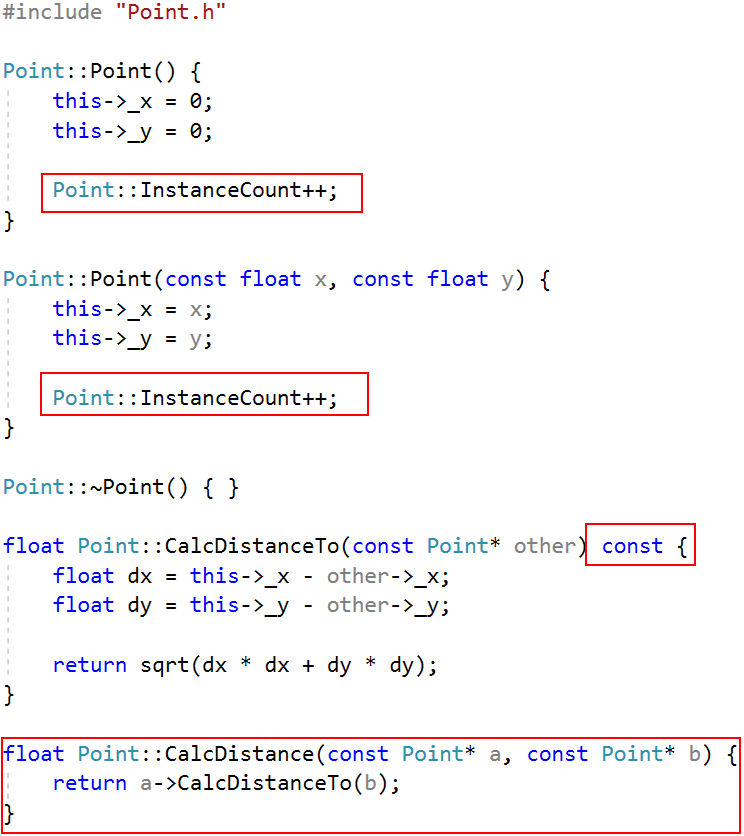 #include "Point.h"
Point::Point() {
this->_x = 0;
this->_y = 0;
Point::InstanceCount++;
}
Point::Point(const float x, const float y) {
this->_x = x;
this->_y = y;
Point::InstanceCount++;
}
Point::~Point() { }
float Point::CalcDistanceTo(const Point* other) const {
float dx = this->_x - other->_x;
float dy = this->_y - other->_y;
return sqrt(dx * dx + dy * dy);
}
float Point::CalcDistance(const Point* a, const Point* b) {
return a->CalcDistanceTo(b);
}